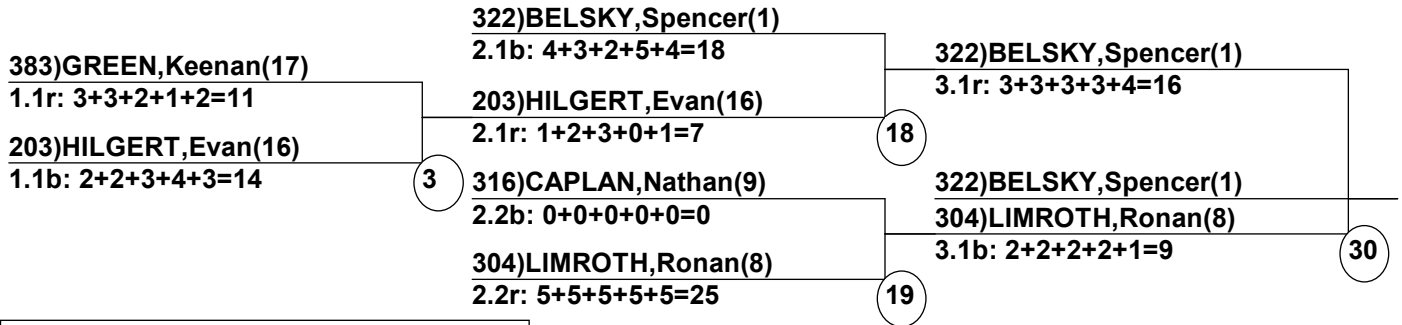 383)GREEN,Keenan(17)
1.1r: 3+3+2+1+2=11
203)HILGERT,Evan(16)
1.1b: 2+2+3+4+3=14
3
322)BELSKY,Spencer(1)
2.1b: 4+3+2+5+4=18
203)HILGERT,Evan(16)
2.1r: 1+2+3+0+1=7
18
316)CAPLAN,Nathan(9)
2.2b: 0+0+0+0+0=0
304)LIMROTH,Ronan(8)
2.2r: 5+5+5+5+5=25
19
322)BELSKY,Spencer(1)
3.1r: 3+3+3+3+4=16
322)BELSKY,Spencer(1)
304)LIMROTH,Ronan(8)
3.1b: 2+2+2+2+1=9
30